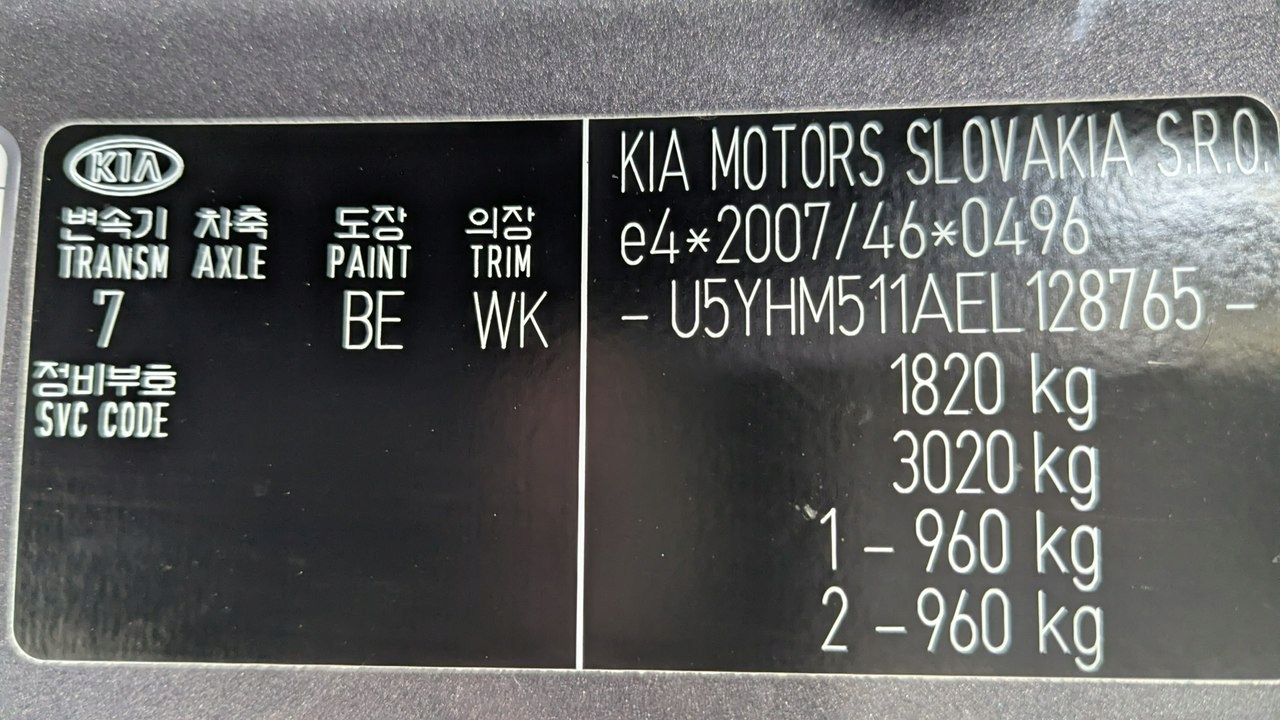 KIA
변속기 차축 도장 의장
TRANSM AXLE PAINT TRIM
7 BE WK
정비부호
SVC CODE
KIA MOTORS SLOVAKIA S.R.O.
e4*2007/46*0496
- U5YHM511AEL128765 -
1820 kg
3020 kg
1 - 960 kg
2 - 960 kg